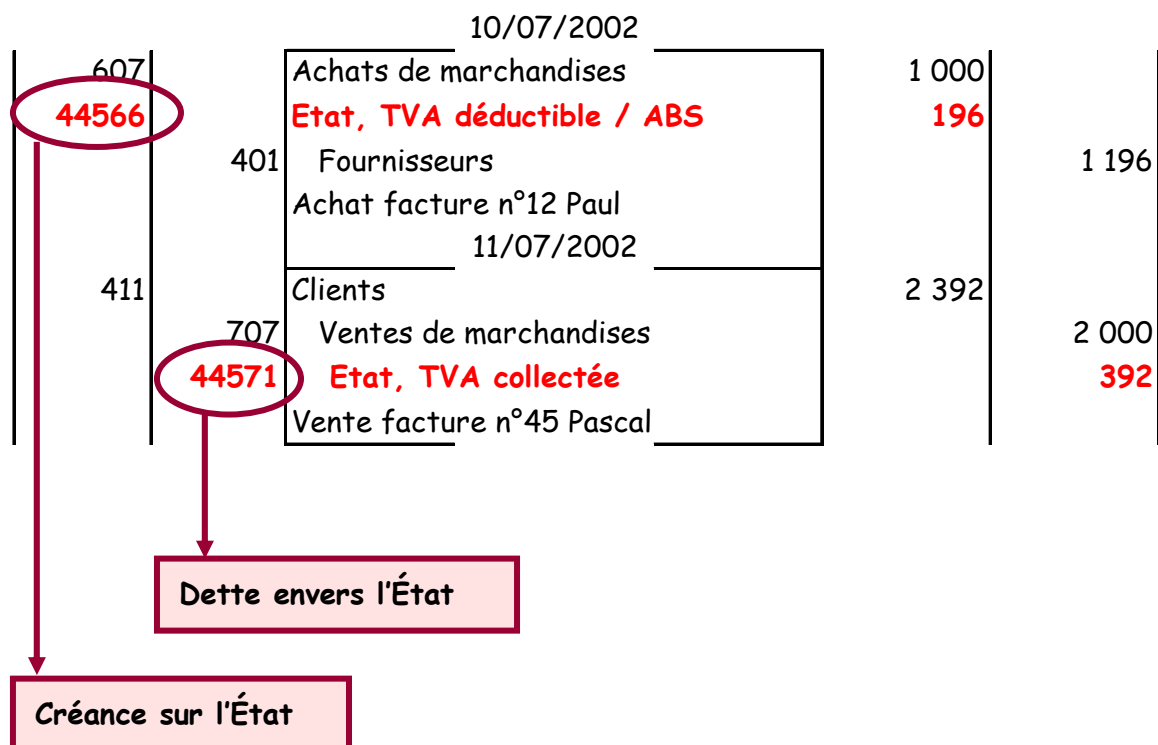 10/07/2002
607 Achats de marchandises 1 000
44566 Etat, TVA déductible / ABS 196
401 Fournisseurs 1 196
Achat facture n°12 Paul
11/07/2002
411 Clients 2 392
707 Ventes de marchandises 2 000
44571 Etat, TVA collectée 392
Vente facture n°45 Pascal
Dette envers l'État
Créance sur l'État